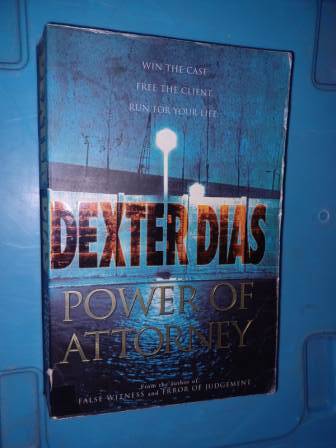 WIN THE CASE
FREE THE CLIENT
RUN FOR YOUR LIFE
DEXTER DIAS
POWER OF
ATTORNEY
From the author of
FALSE WITNESS and ERROR OF JUDGEMENT